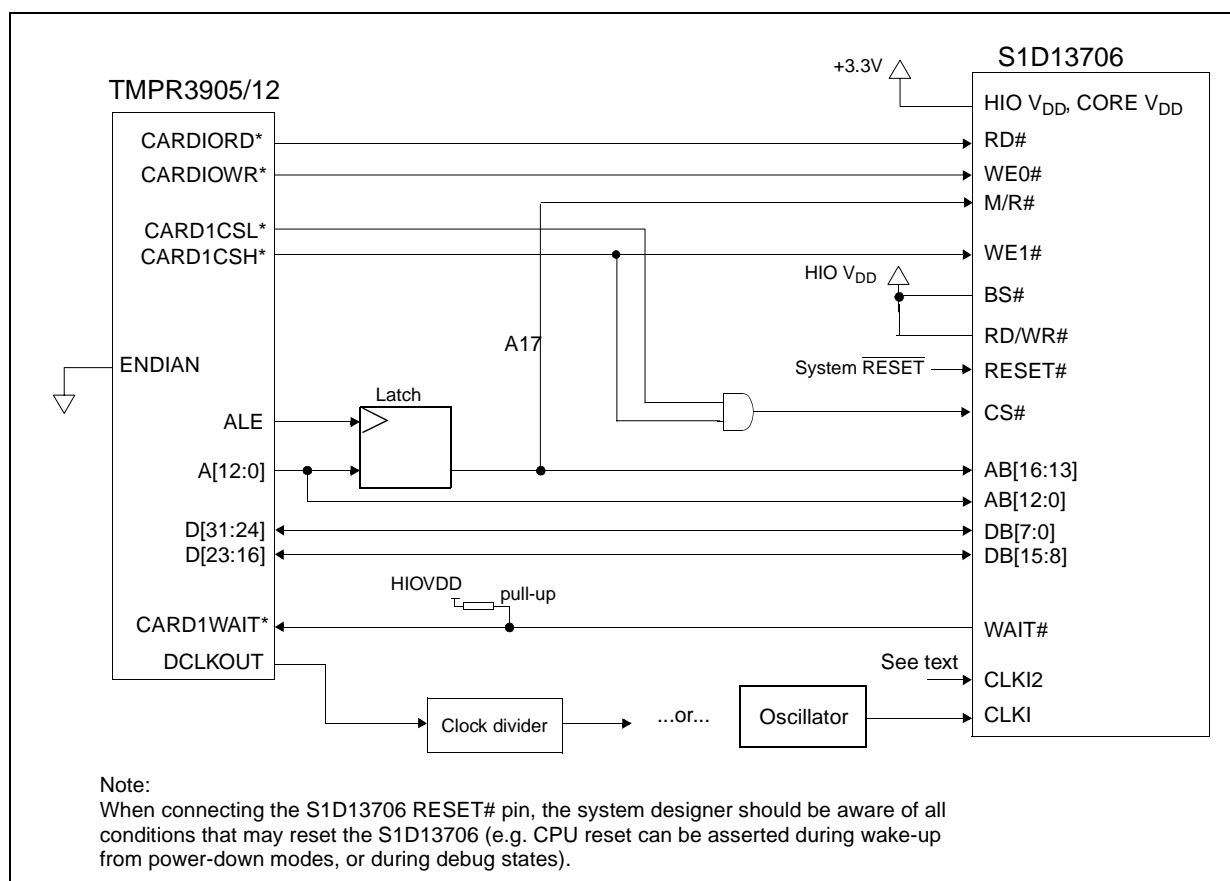 S1D13706
+3.3V
TMPR3905/12
HIO VDD, CORE VDD
CARDIORD*
RD#
CARDIOWR*
WE0#
M/R#
CARD1CSL*
CARD1CSH*
WE1#
HIO VDD
BS#
A17
RD/WR#
ENDIAN
System RESET
RESET#
Latch
ALE
CS#
A[12:0]
AB[16:13]
AB[12:0]
D[31:24]
DB[7:0]
D[23:16]
DB[15:8]
HIOVDD
pull-up
CARD1WAIT*
WAIT#
DCLKOUT
See text
CLKI2
Clock divider
...or...
Oscillator
CLKI
Note:
When connecting the S1D13706 RESET# pin, the system designer should be aware of all
conditions that may reset the S1D13706 (e.g. CPU reset can be asserted during wake-up
from power-down modes, or during debug states).